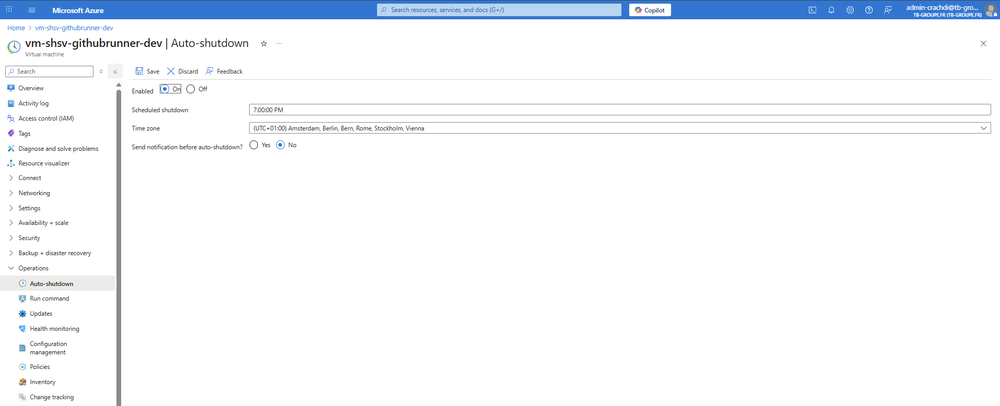 Microsoft Azure
Search resources, services, and docs (G+/)
Copilot
admin-crachdi@tb-gro...
TB-GROUPE.FR (TB-GROUPE.FR)
Home > vm-shsv-githubrunner-dev
vm-shsv-githubrunner-dev | Auto-shutdown
Virtual machine
Search
Save
Discard
Feedback
Overview
Activity log
Access control (IAM)
Tags
Diagnose and solve problems
Resource visualizer
Connect
Networking
Settings
Availability + scale
Security
Backup + disaster recovery
Operations
Auto-shutdown
Run command
Updates
Health monitoring
Configuration
management
Policies
Inventory
Change tracking
Enabled On Off
Scheduled shutdown 7:00:00 PM
Time zone (UTC+01:00) Amsterdam, Berlin, Bern, Rome, Stockholm, Vienna
Send notification before auto-shutdown? Yes No